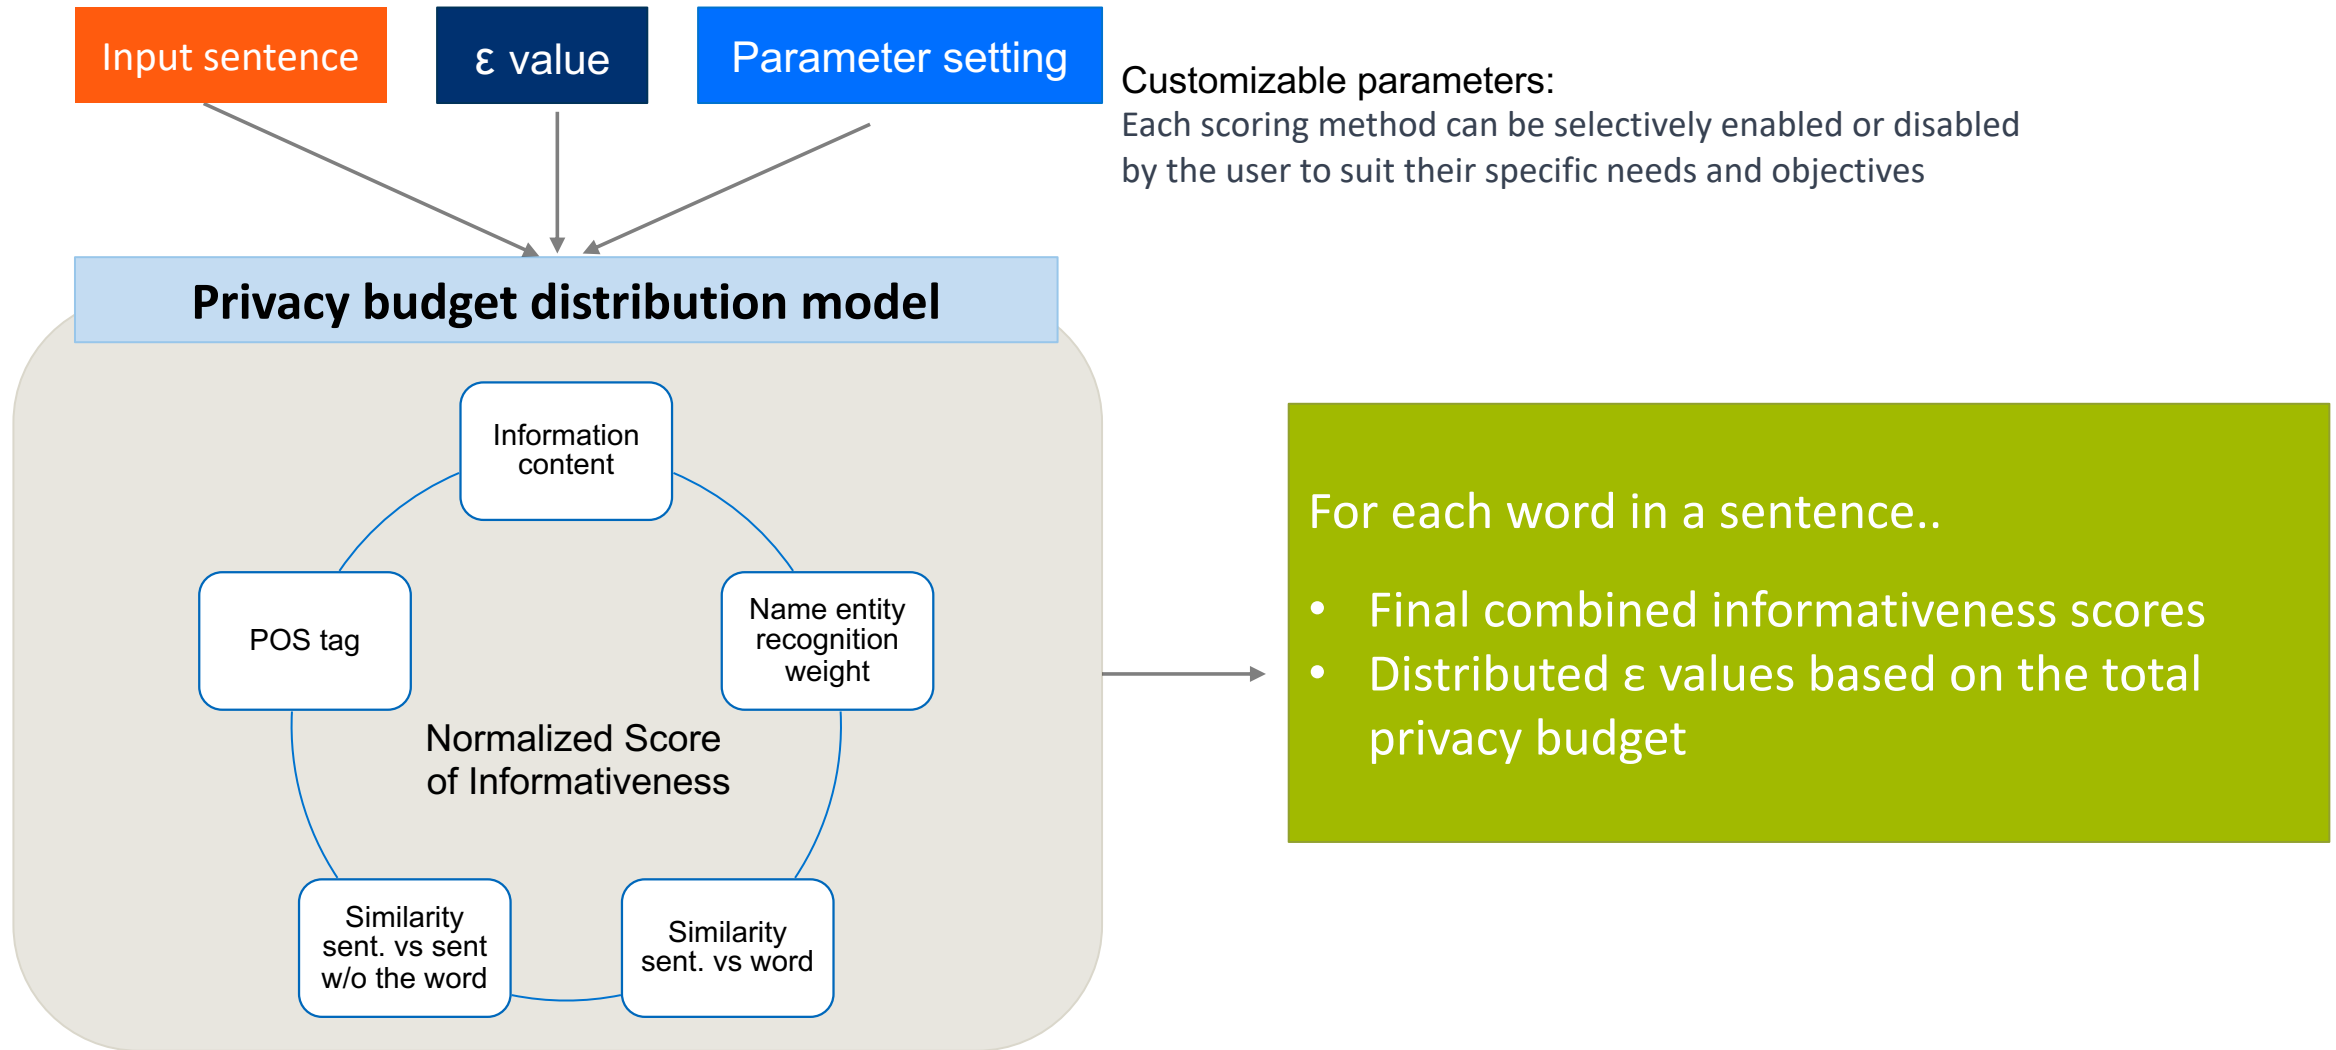 Input sentence
ε value
Parameter setting
Customizable parameters:
Each scoring method can be selectively enabled or disabled
by the user to suit their specific needs and objectives
Privacy budget distribution model
Information
content
POS tag
Name entity
recognition
weight
Normalized Score
of Informativeness
Similarity
sent. vs sent
w/o the word
Similarity
sent. vs word
For each word in a sentence..
• Final combined informativeness scores
• Distributed ε values based on the total
privacy budget